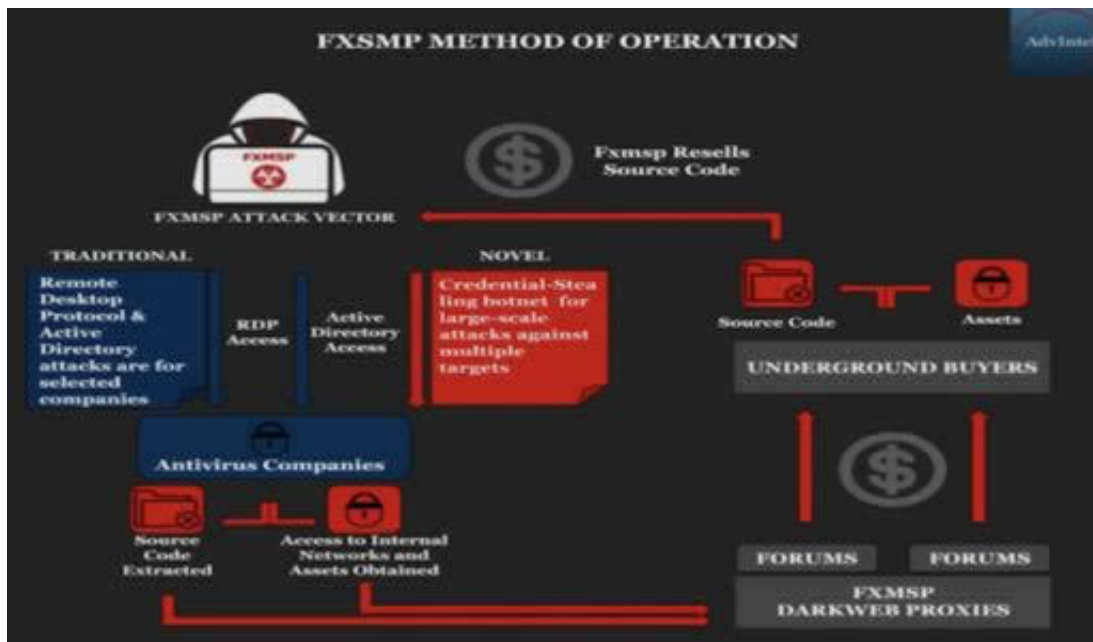 FXSMP METHOD OF OPERATION
AdvIntel
FXMSP
Fxmsp Resells
Source Code
FXMSP ATTACK VECTOR
TRADITIONAL
Remote
Desktop
Protocol &
Active
Directory
attacks are for
selected
companies
RDP
Access
Active
Directory
Access
NOVEL
Credential-Stea
ling botnet for
large-scale
attacks against
multiple
targets
Source Code
Assets
UNDERGROUND BUYERS
Antivirus Companies
Source
Code
Extracted
Access to Internal
Networks and
Assets Obtained
FORUMS
FORUMS
FXMSP
DARKWEB PROXIES